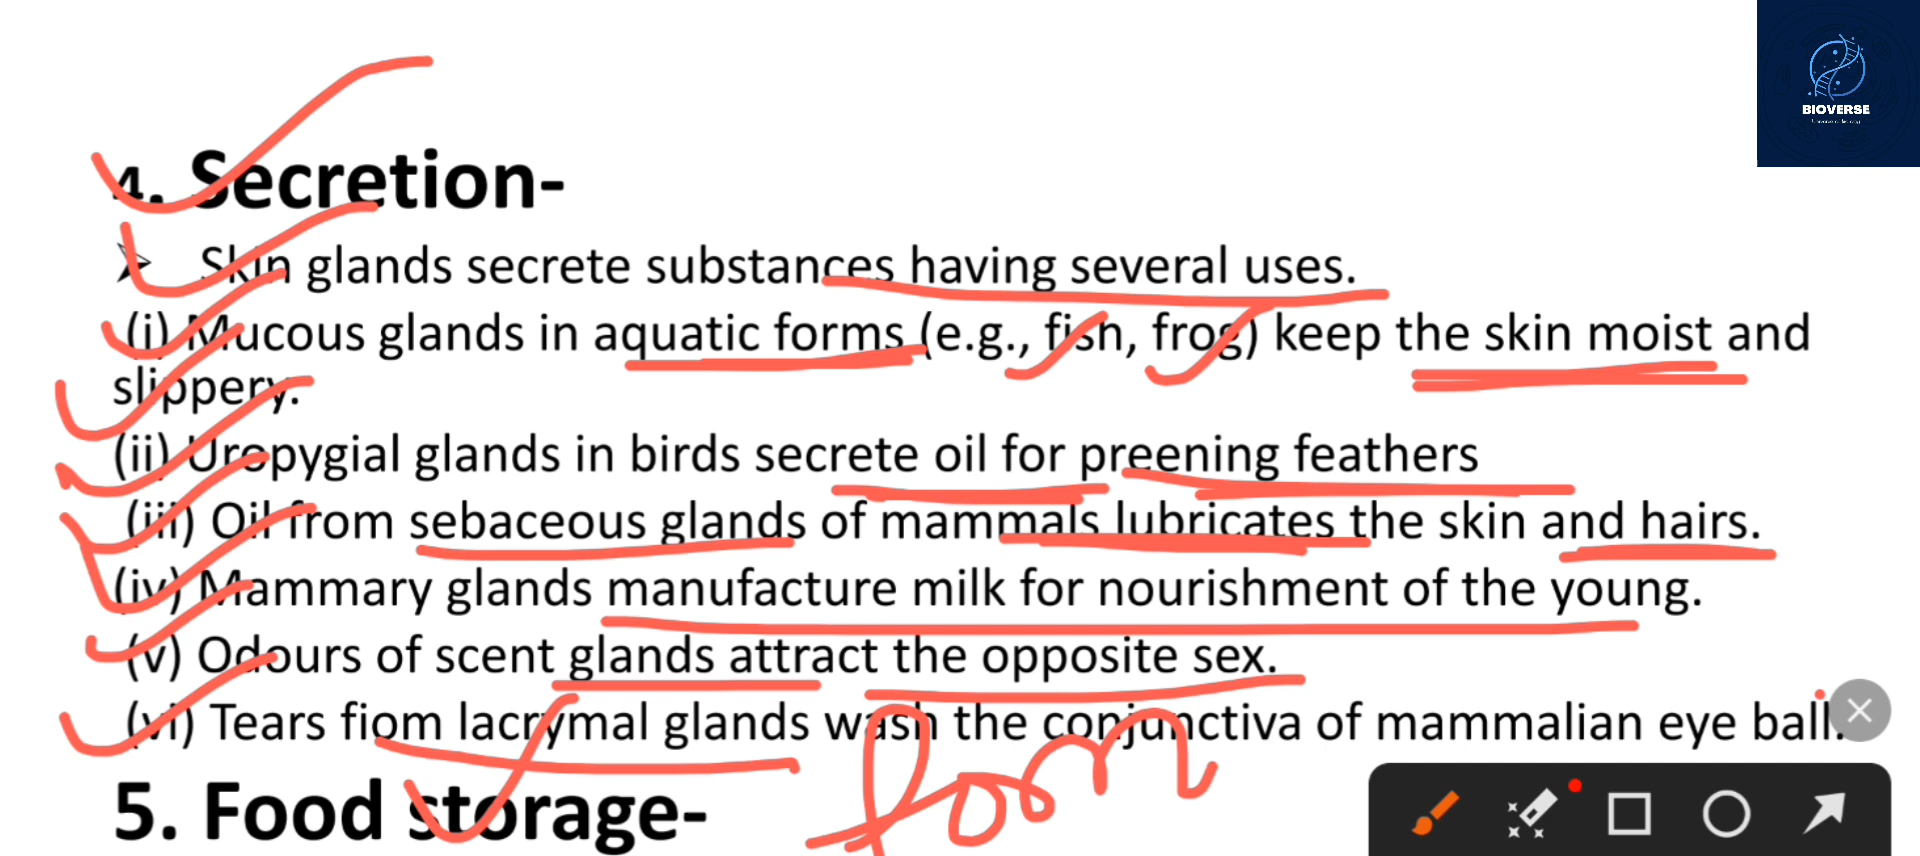 BIOVERSE
4. Secretion-
➢ Skin glands secrete substances having several uses.
(i) Mucous glands in aquatic forms (e.g., fish, frog) keep the skin moist and
slippery.
(ii) Uropygial glands in birds secrete oil for preening feathers
(iii) Oil from sebaceous glands of mammals lubricates the skin and hairs.
(iv) Mammary glands manufacture milk for nourishment of the young.
(v) Odours of scent glands attract the opposite sex.
(vi) Tears fiom lacrymal glands wash the conjunctiva of mammalian eye ball.
5. Food storage-